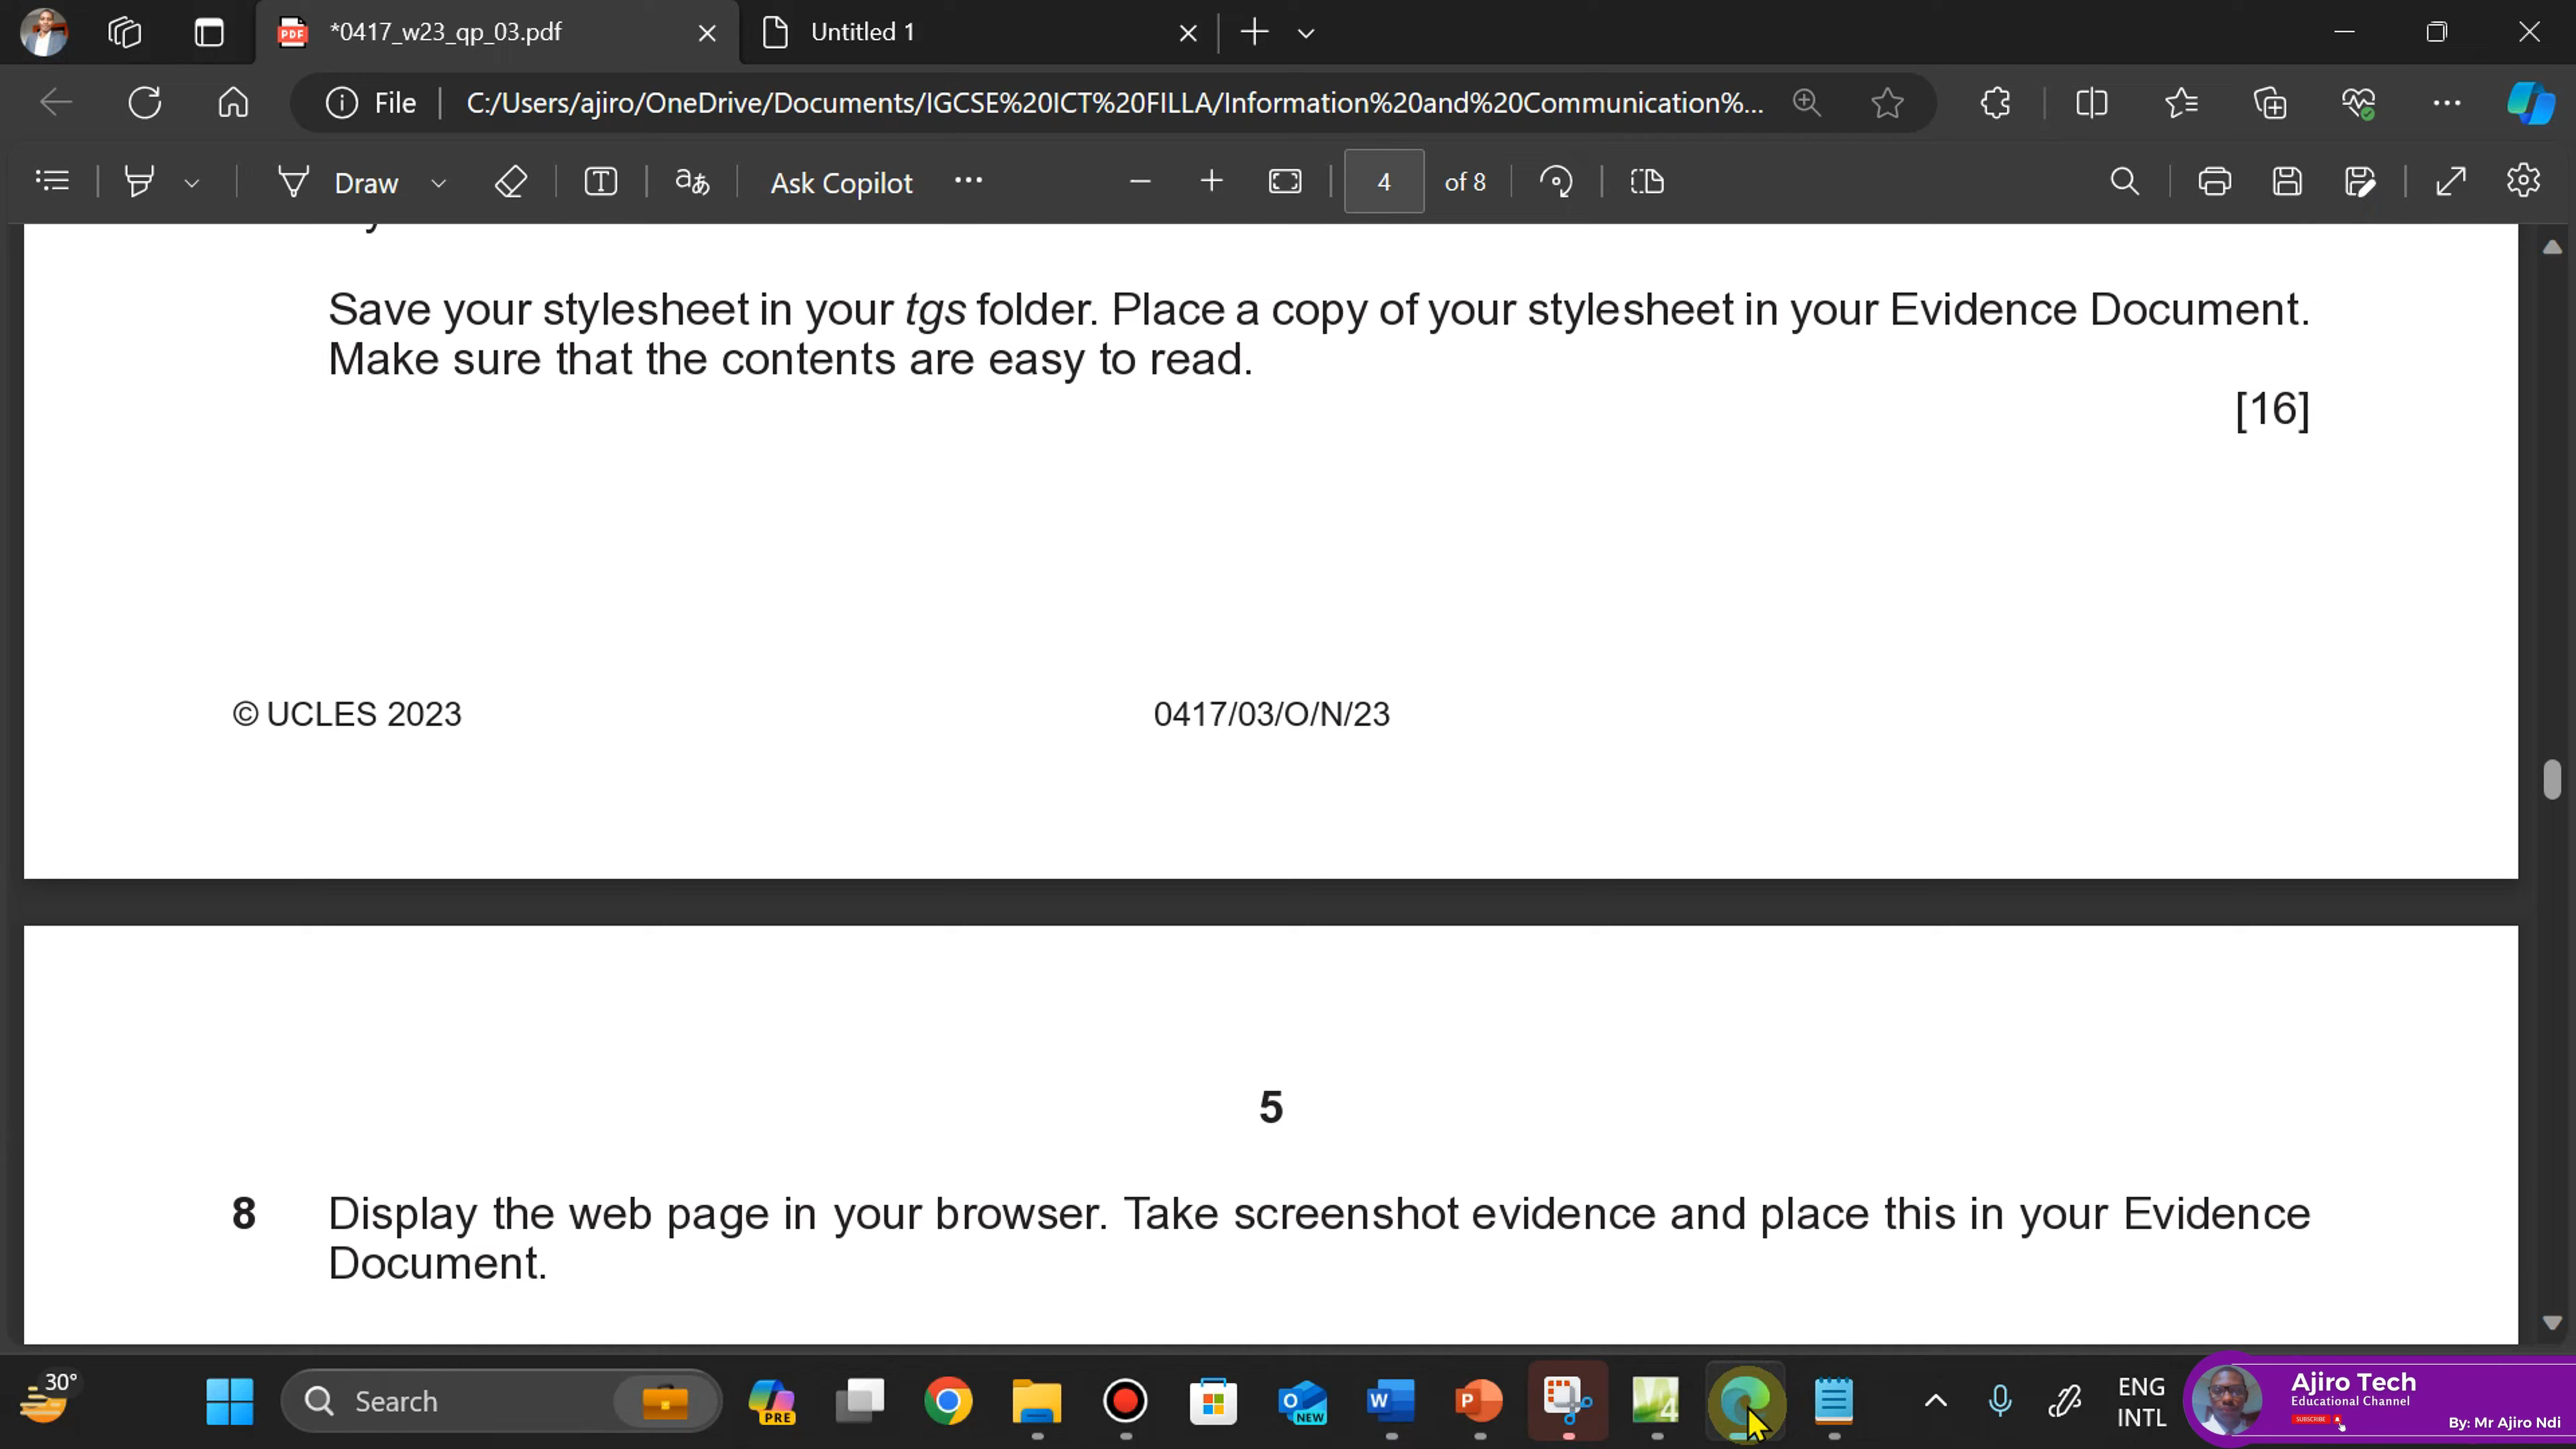 *0417_w23_qp_03.pdf
Untitled 1
File
C:/Users/ajiro/OneDrive/Documents/IGCSE%20ICT%20FILLA/Information%20and%20Communication%...
Draw
Ask Copilot
4
of 8
Save your stylesheet in your tgs folder. Place a copy of your stylesheet in your Evidence Document.
Make sure that the contents are easy to read.
[16]
© UCLES 2023
0417/03/O/N/23
5
8 Display the web page in your browser. Take screenshot evidence and place this in your Evidence
Document.
30°
Search
PRE
NEW
ENG
INTL
Ajiro Tech
Educational Channel
SUBSCRIBE
By: Mr Ajiro Ndi